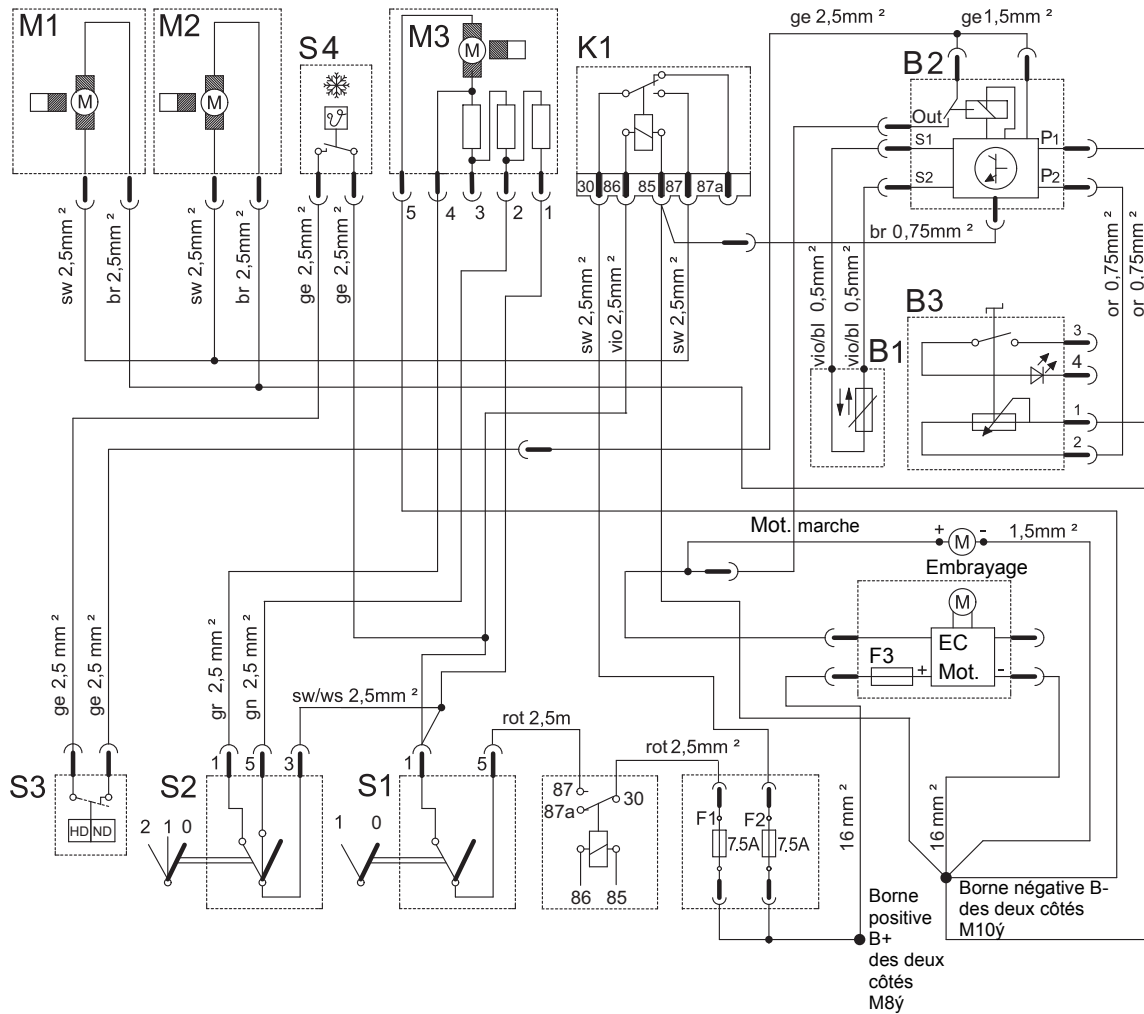 M1
M2
S4
M3
K1
ge 2,5mm ²
ge 1,5mm ²
B2
M
M
M
Out
S1
S2
P1
P2
30
86
85
87
87a
5
4
3
2
1
br 0,75mm ²
sw 2,5mm ²
br 2,5mm ²
sw 2,5mm ²
br 2,5mm ²
ge 2,5mm ²
ge 2,5mm ²
sw 2,5mm ²
vio 2,5mm ²
sw 2,5mm ²
vio/bl 0,5mm ²
vio/bl 0,5mm ²
or 0,75mm ²
or 0.75mm ²
B1
B3
3
4
1
2
Mot. marche
+ M -
1,5mm ²
Embrayage
M
EC
Mot.
F3
+
-
ge 2,5 mm ²
ge 2,5 mm ²
gr 2,5 mm ²
gn 2,5 mm ²
sw/ws 2,5mm ²
rot 2,5m
rot 2,5mm ²
16 mm ²
16 mm ²
S3
HD
ND
S2
1
5
3
2 1 0
S1
1
5
1 0
87
87a
30
86
85
F1
7.5A
F2
7.5A
Borne
positive
B+
des deux
côtés
M8ý
Borne négative B-
des deux côtés
M10ý